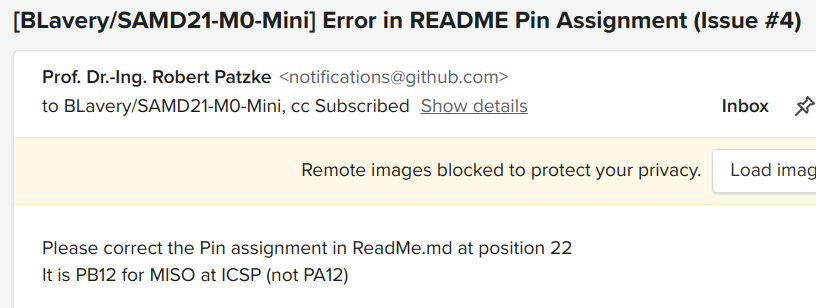 [BLavery/SAMD21-M0-Mini] Error in README Pin Assignment (Issue #4)
Prof. Dr.-Ing. Robert Patzke <notifications@github.com>
to BLavery/SAMD21-M0-Mini, cc Subscribed Show details Inbox
Remote images blocked to protect your privacy. Load imag
Please correct the Pin assignment in ReadMe.md at position 22
It is PB12 for MISO at ICSP (not PA12)